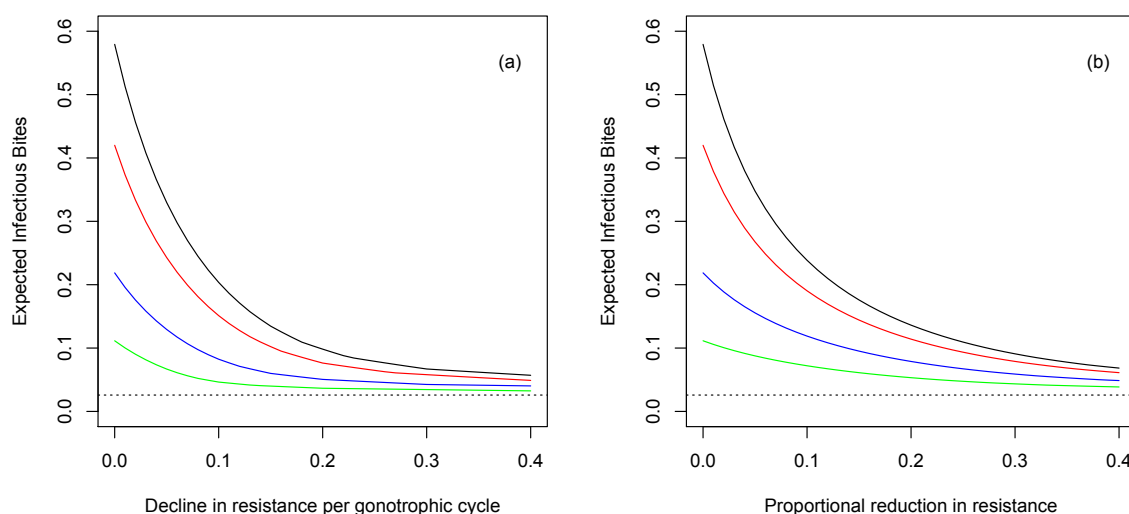 (a)
Expected Infectious Bites
0.6
0.5
0.4
0.3
0.2
0.1
0.0
0.0 0.1 0.2 0.3 0.4
Decline in resistance per gonotrophic cycle
(b)
Expected Infectious Bites
0.6
0.5
0.4
0.3
0.2
0.1
0.0
0.0 0.1 0.2 0.3 0.4
Proportional reduction in resistance